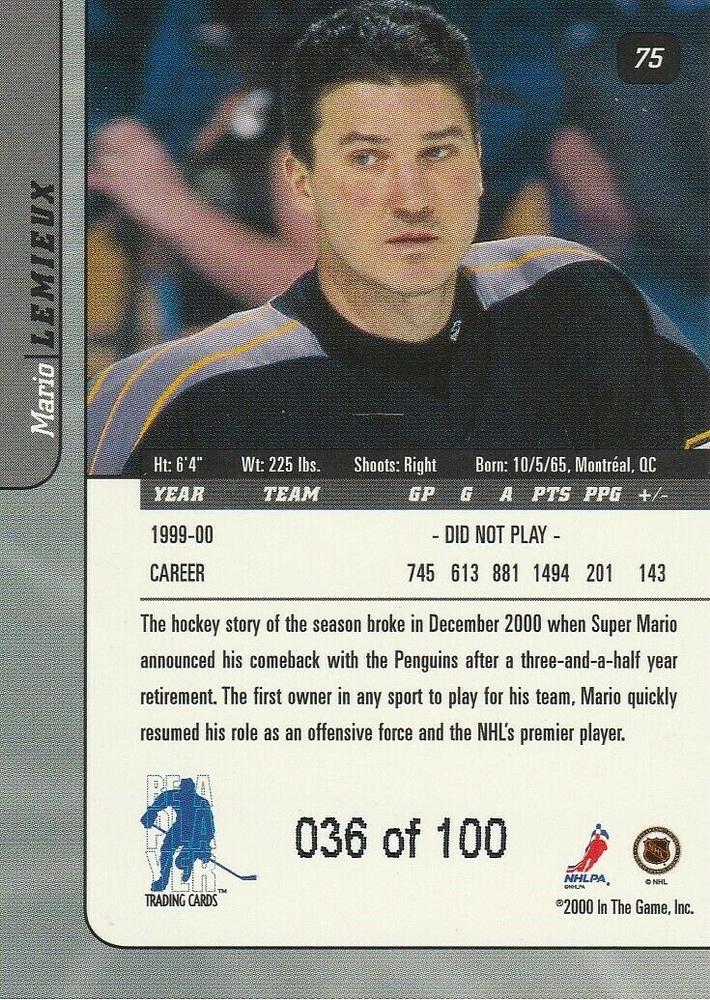 75
Mario LEMIEUX
Ht: 6'4" Wt: 225 lbs. Shoots: Right Born: 10/5/65, Montréal, QC
YEAR TEAM GP G A PTS PPG +/-
1999-00 - DID NOT PLAY -
CAREER 745 613 881 1494 201 143
The hockey story of the season broke in December 2000 when Super Mario
announced his comeback with the Penguins after a three-and-a-half year
retirement. The first owner in any sport to play for his team, Mario quickly
resumed his role as an offensive force and the NHL's premier player.
BE A
PLA
YER
TRADING CARDS™
036 of 100
NHLPA.
©NHLPA
NHL
© NHL
©2000 In The Game, Inc.